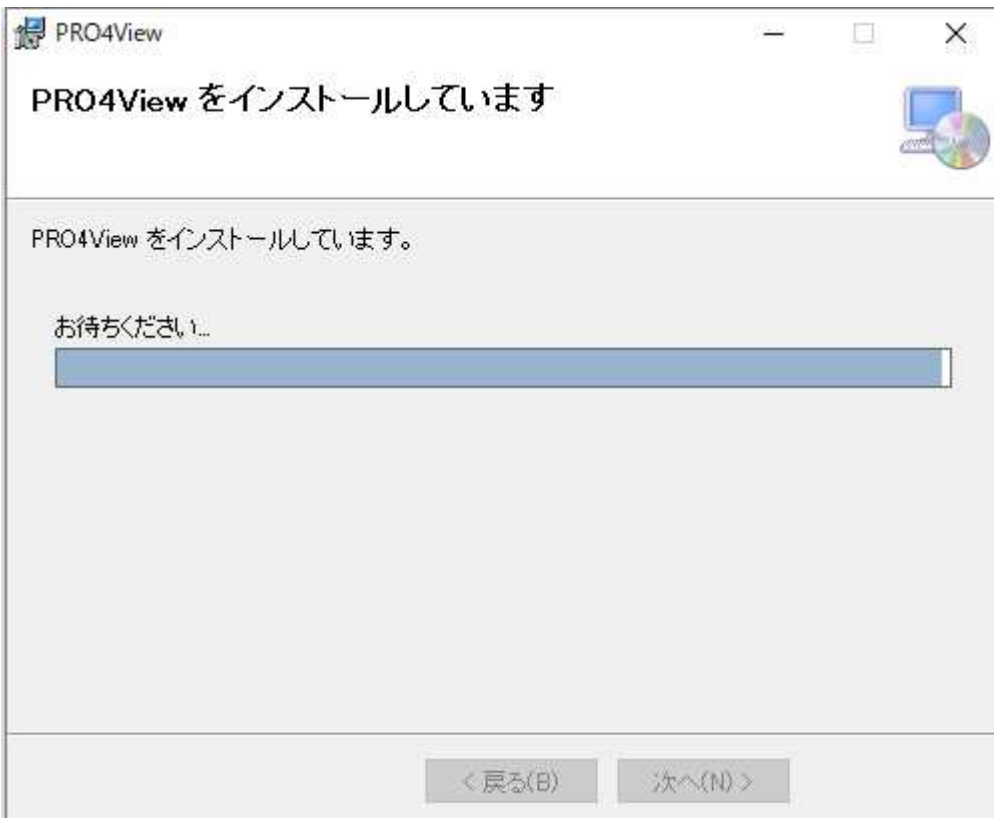 PRO4View
PRO4View をインストールしています
PRO4View をインストールしています。
お待ちください...
< 戻る(B)
次へ(N) >